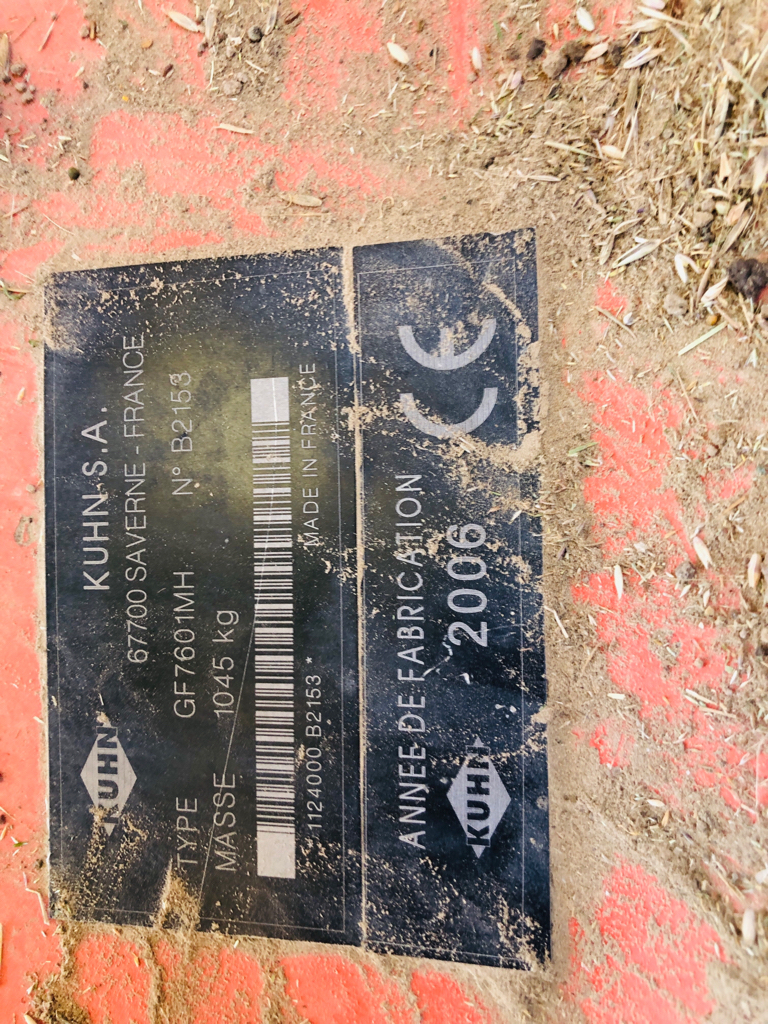 KUHN
KUHN S.A.
67700 SAVERNE - FRANCE
TYPE GF7601MH N° B2153
MASSE 1045 kg
* 1124000 B2153 *
MADE IN FRANCE
ANNEE DE FABRICATION
KUHN
2006
CE